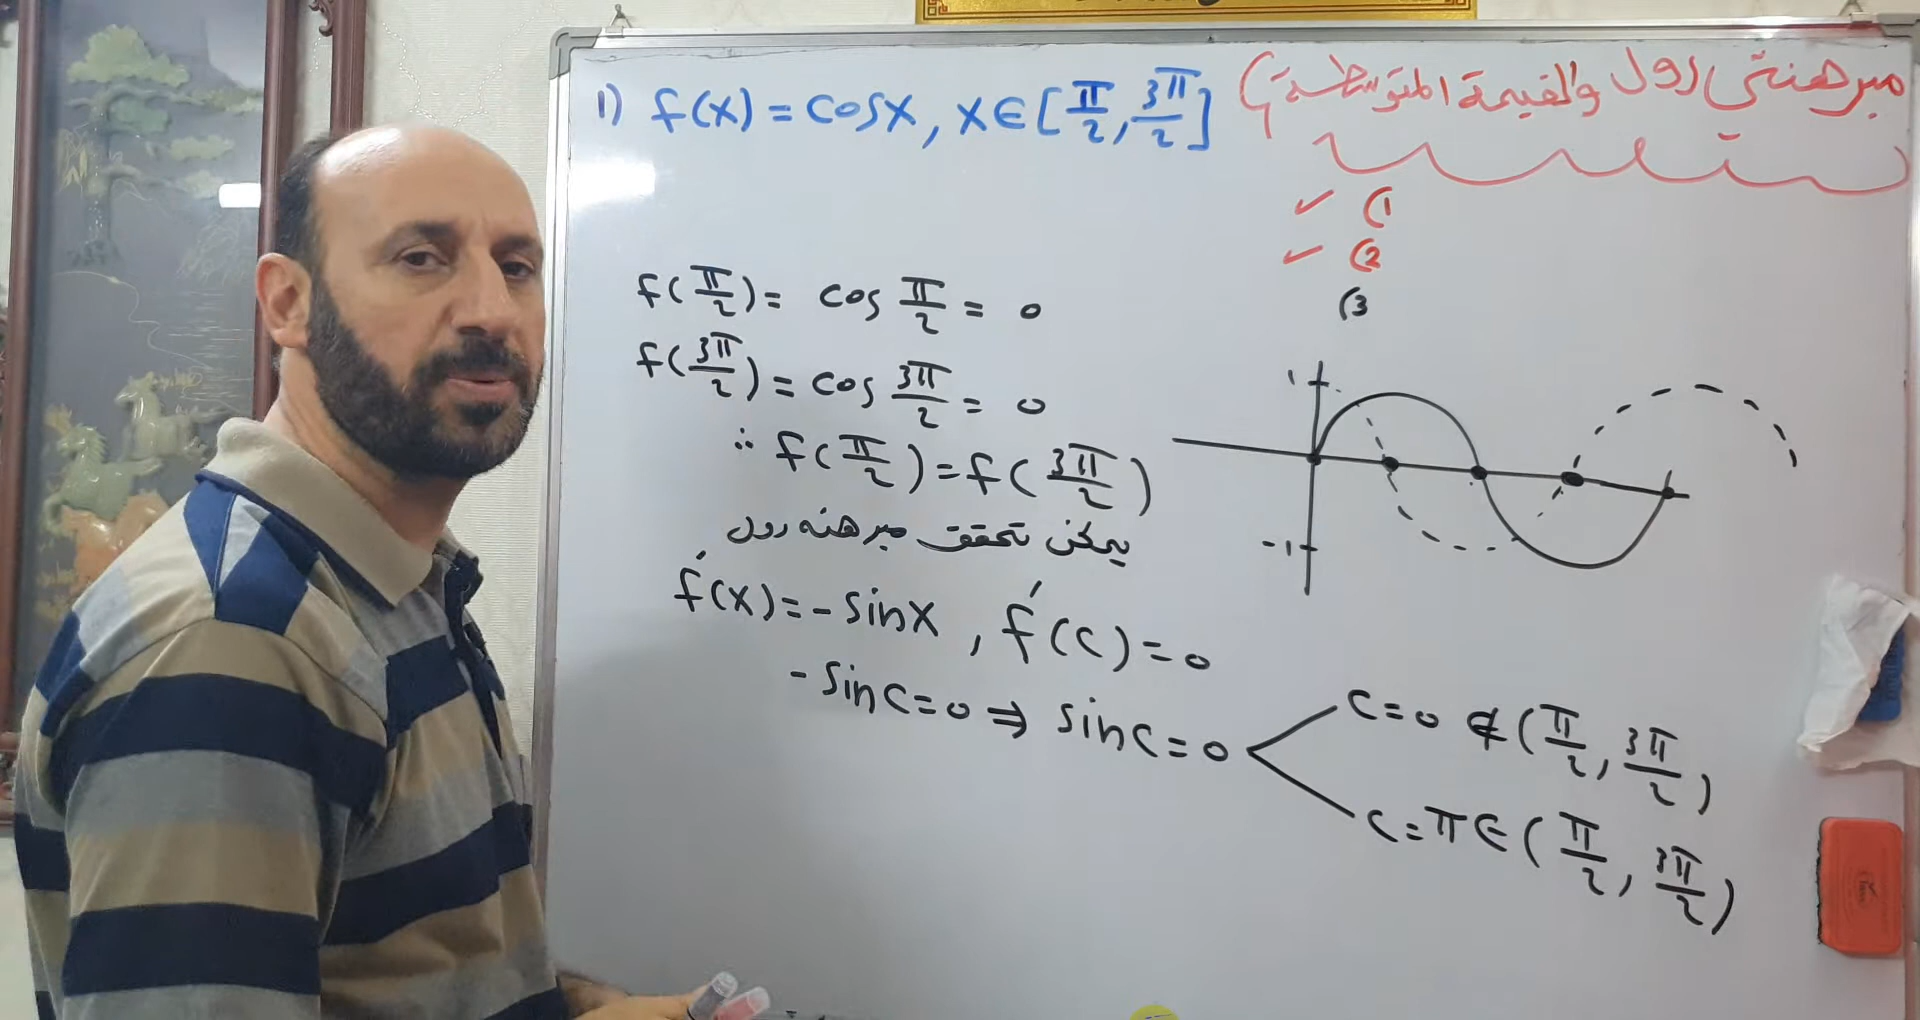 مبرهنتي رول والقيمة المتوسطة)
1) f(x) = cosx, x∈[π/2, 3π/2]
✓ (1
✓ (2
(3
f(π/2) = cos π/2 = 0
f(3π/2) = cos 3π/2 = 0
∴ f(π/2) = f(3π/2)
يمكن تحقق مبرهنه رول
f'(x) = -sinx , f'(c) = 0
-sinc = 0 ⇒ sinc = 0
c = 0 ∉ (π/2, 3π/2)
c = π ∈ (π/2, 3π/2)
1
-1